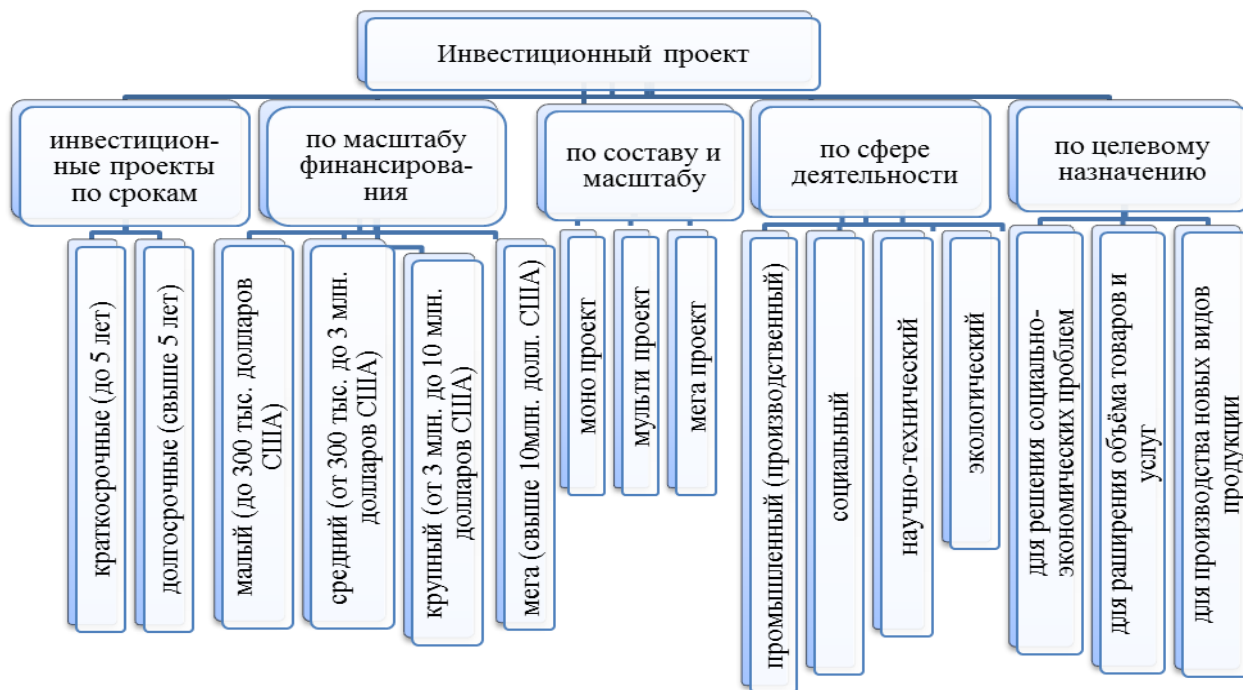 Инвестиционный проект
инвестицион-
ные проекты
по срокам
по масштабу
финансирова-
ния
по составу и
масштабу
по сфере
деятельности
по целевому
назначению
краткосрочные (до 5 лет)
долгосрочные (свыше 5 лет)
малый (до 300 тыс. долларов
США)
средний (от 300 тыс. до 3 млн.
долларов США)
крупный (от 3 млн. до 10 млн.
долларов США)
мега (свыше 10млн. долл. США)
моно проект
мульти проект
мега проект
промышленный (производственный)
социальный
научно-технический
экологический
для решения социально-
экономических проблем
для раширения объёма товаров и
услуг
для производства новых видов
продукции